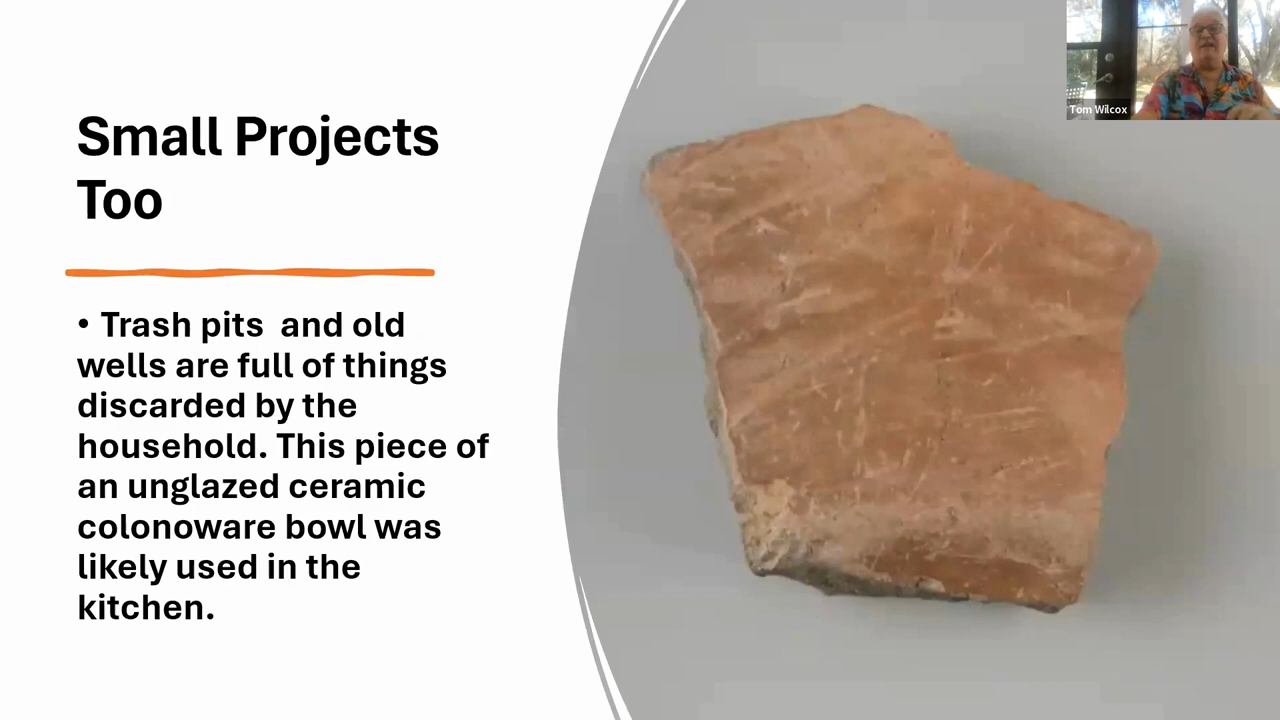 Small Projects
Too
• Trash pits  and old
wells are full of things
discarded by the
household. This piece of
an unglazed ceramic
colonoware bowl was
likely used in the
kitchen.
Tom Wilcox